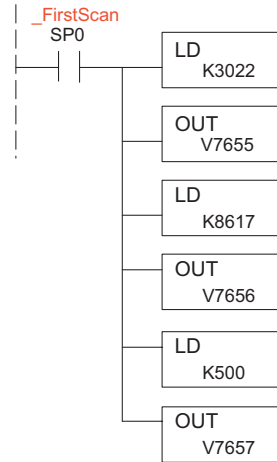 _FirstScan
SP0
LD
K3022
OUT
V7655
LD
K8617
OUT
V7656
LD
K500
OUT
V7657